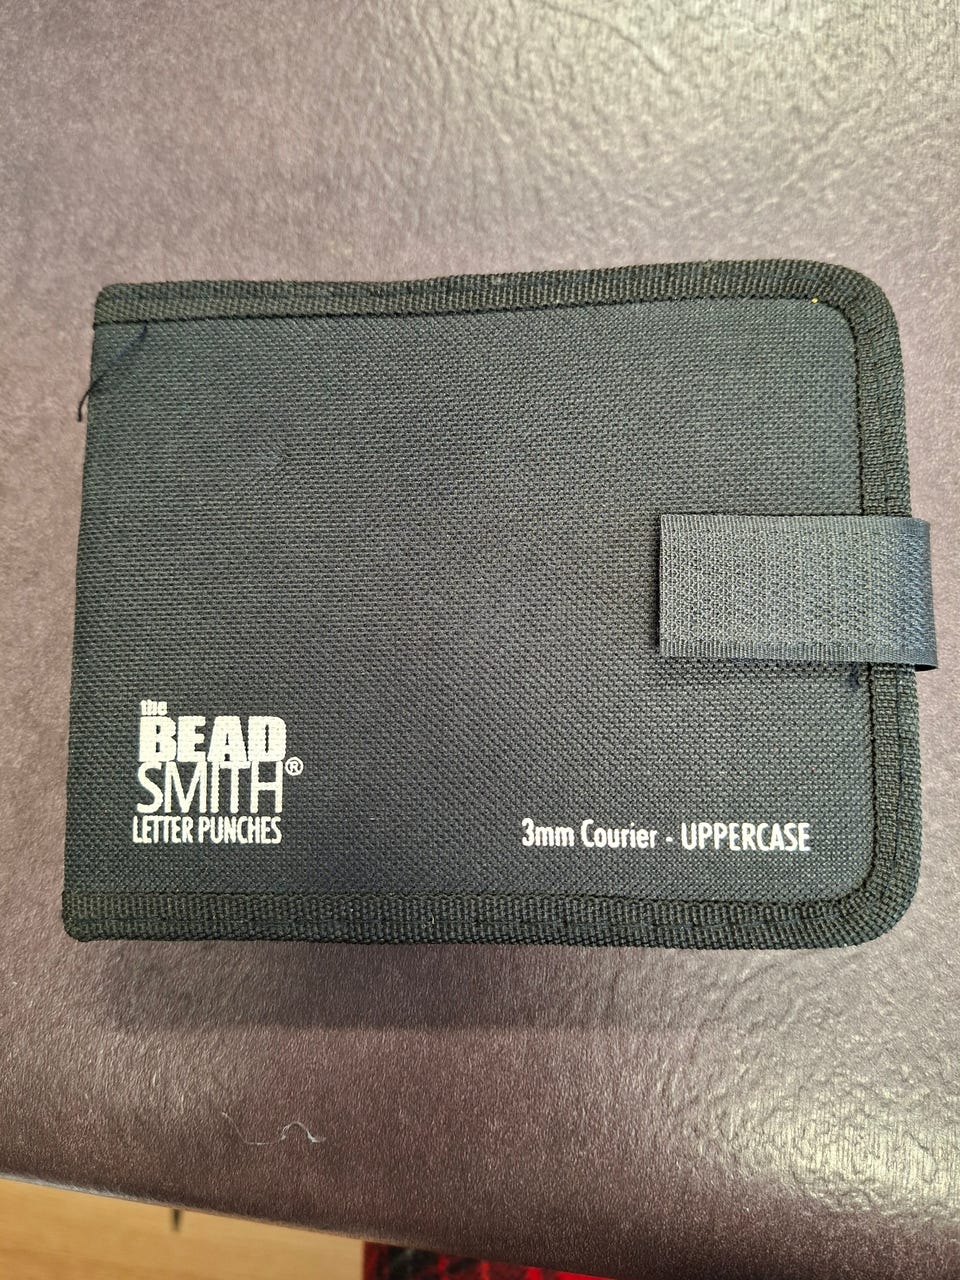 the
BEAD
SMITH®
LETTER PUNCHES
3mm Courier - UPPERCASE